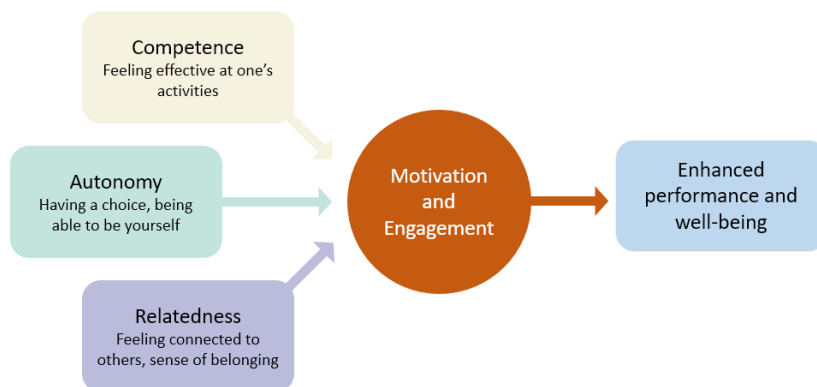 Competence
Feeling effective at one's
activities
Autonomy
Having a choice, being
able to be yourself
Relatedness
Feeling connected to
others, sense of belonging
Motivation
and
Engagement
Enhanced
performance and
well-being